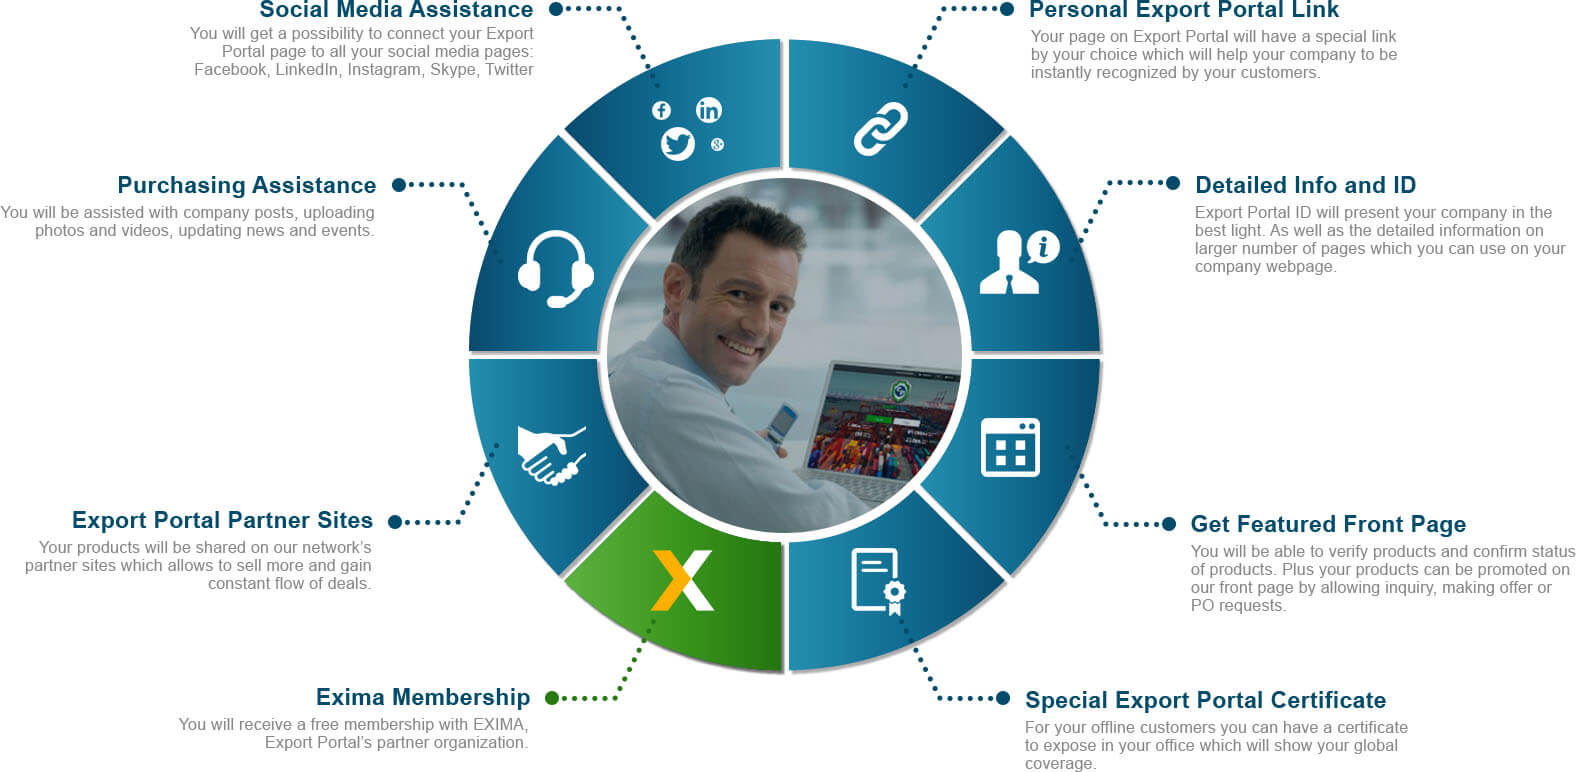 Social Media Assistance
You will get a possibility to connect your Export
Portal page to all your social media pages:
Facebook, LinkedIn, Instagram, Skype, Twitter
Personal Export Portal Link
Your page on Export Portal will have a special link
by your choice which will help your company to be
instantly recognized by your customers.
Purchasing Assistance
You will be assisted with company posts, uploading
photos and videos, updating news and events.
Detailed Info and ID
Export Portal ID will present your company in the
best light. As well as the detailed information on
larger number of pages which you can use on your
company webpage.
Export Portal Partner Sites
Your products will be shared on our network’s
partner sites which allows to sell more and gain
constant flow of deals.
Get Featured Front Page
You will be able to verify products and confirm status
of products. Plus your products can be promoted on
our front page by allowing inquiry, making offer or
PO requests.
Exima Membership
You will receive a free membership with EXIMA,
Export Portal’s partner organization.
Special Export Portal Certificate
For your offline customers you can have a certificate
to expose in your office which will show your global
coverage.